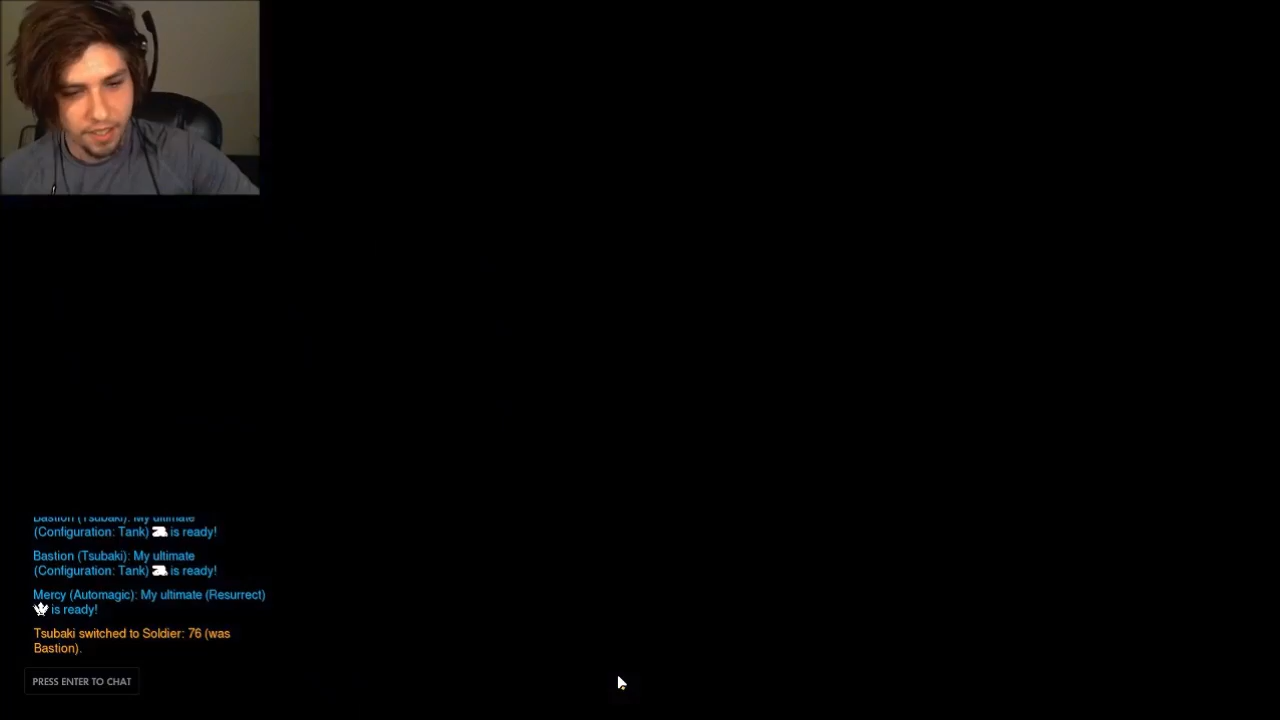 Bastion (Tsubaki): My ultimate
(Configuration: Tank) is ready!
Bastion (Tsubaki): My ultimate
(Configuration: Tank) is ready!
Mercy (Automagic): My ultimate (Resurrect)
is ready!
Tsubaki switched to Soldier: 76 (was
Bastion).
PRESS ENTER TO CHAT